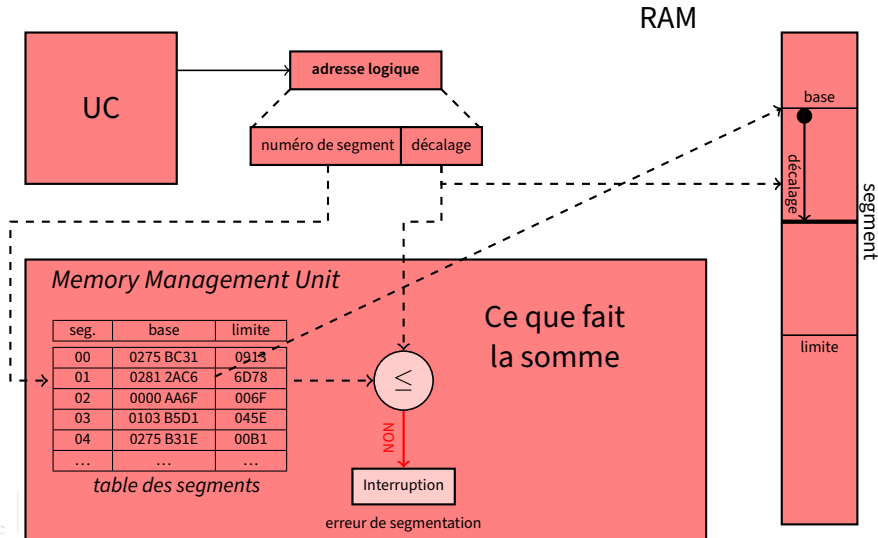 RAM
UC
adresse logique
numéro de segment décalage
base
décalage
segment
limite
Memory Management Unit
Ce que fait
la somme
seg. base limite
00 0275 BC31 0913
01 0281 2AC6 6D78
02 0000 AA6F 006F
03 0103 B5D1 045E
04 0275 B31E 00B1
... ... ...
table des segments
≤
NON
Interruption
erreur de segmentation
c